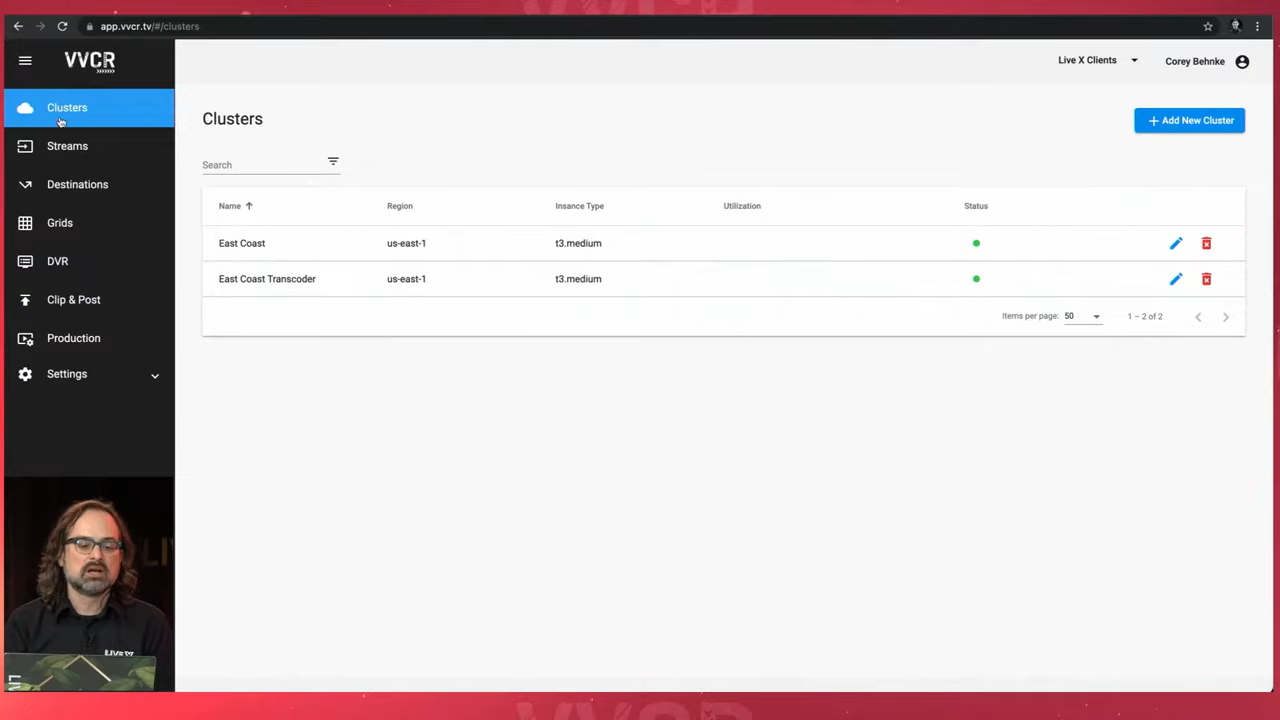 app.vvcr.tv/#/clusters
VVCR
Live X Clients
Corey Behnke
Clusters
Streams
Destinations
Grids
DVR
Clip & Post
Production
Settings
Clusters
+ Add New Cluster
Search
Name Region Insance Type Utilization Status
East Coast us-east-1 t3.medium
East Coast Transcoder us-east-1 t3.medium
Items per page: 50 1 – 2 of 2
LIVEX
VVCR